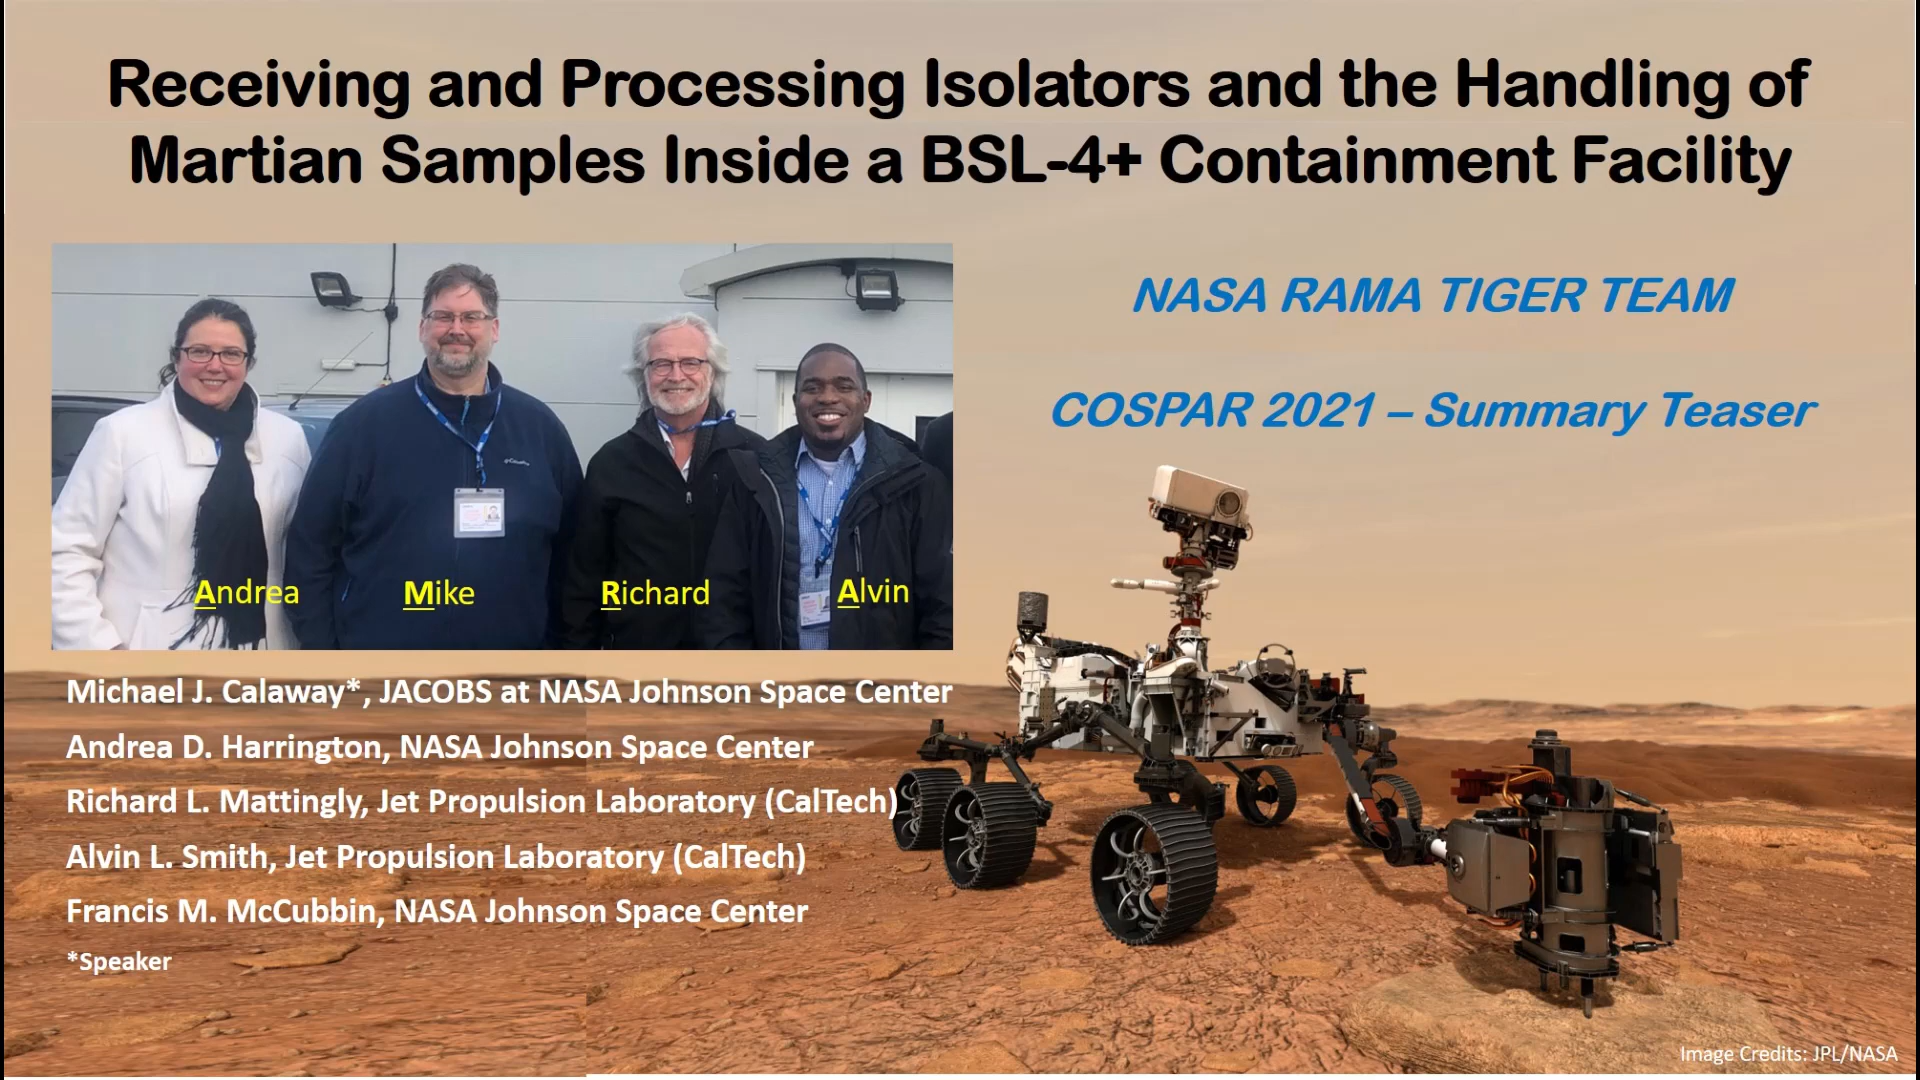 Receiving and Processing Isolators and the Handling of
Martian Samples Inside a BSL-4+ Containment Facility
NASA RAMA TIGER TEAM
COSPAR 2021 – Summary Teaser
Andrea Mike Richard Alvin
Michael J. Calaway*, JACOBS at NASA Johnson Space Center
Andrea D. Harrington, NASA Johnson Space Center
Richard L. Mattingly, Jet Propulsion Laboratory (CalTech)
Alvin L. Smith, Jet Propulsion Laboratory (CalTech)
Francis M. McCubbin, NASA Johnson Space Center
*Speaker
Image Credits: JPL/NASA